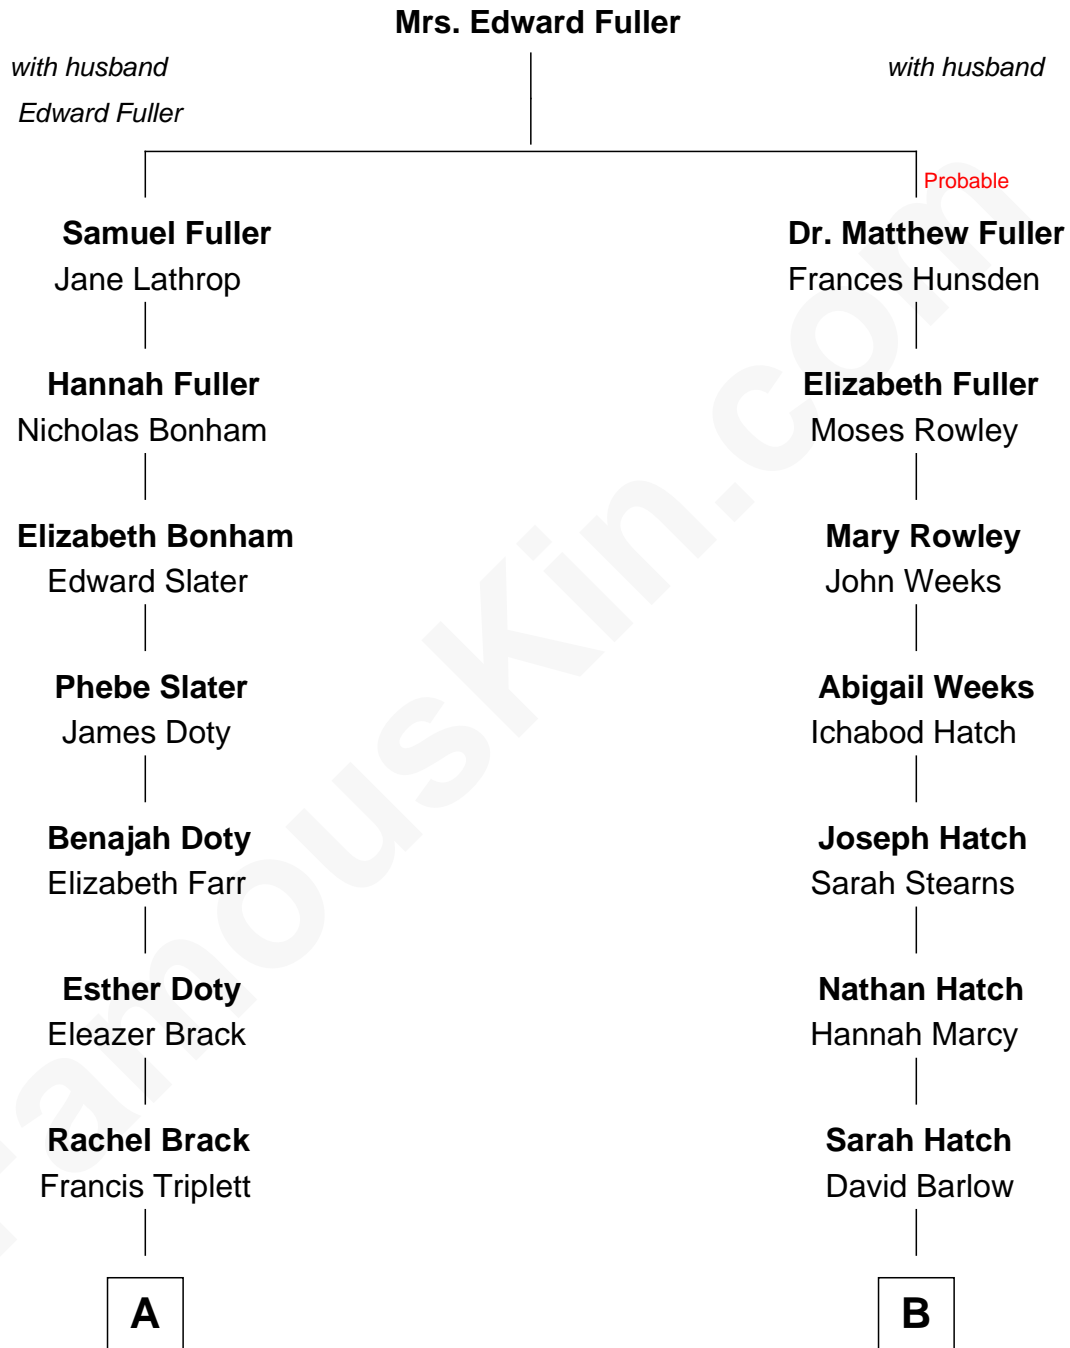 Mrs. Edward Fuller
with husband
Edward Fuller
with husband
Probable
Samuel Fuller
Jane Lathrop
Dr. Matthew Fuller
Frances Hunsden
Hannah Fuller
Nicholas Bonham
Elizabeth Fuller
Moses Rowley
Elizabeth Bonham
Edward Slater
Mary Rowley
John Weeks
Phebe Slater
James Doty
Abigail Weeks
Ichabod Hatch
Benajah Doty
Elizabeth Farr
Joseph Hatch
Sarah Stearns
Esther Doty
Eleazer Brack
Nathan Hatch
Hannah Marcy
Rachel Brack
Francis Triplett
Sarah Hatch
David Barlow
A
B
FamousKin.com